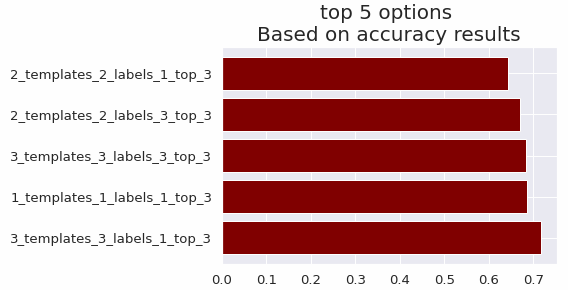 top 5 options
Based on accuracy results
2_templates_2_labels_1_top_3
2_templates_2_labels_3_top_3
3_templates_3_labels_3_top_3
1_templates_1_labels_1_top_3
3_templates_3_labels_1_top_3
0.0 0.1 0.2 0.3 0.4 0.5 0.6 0.7